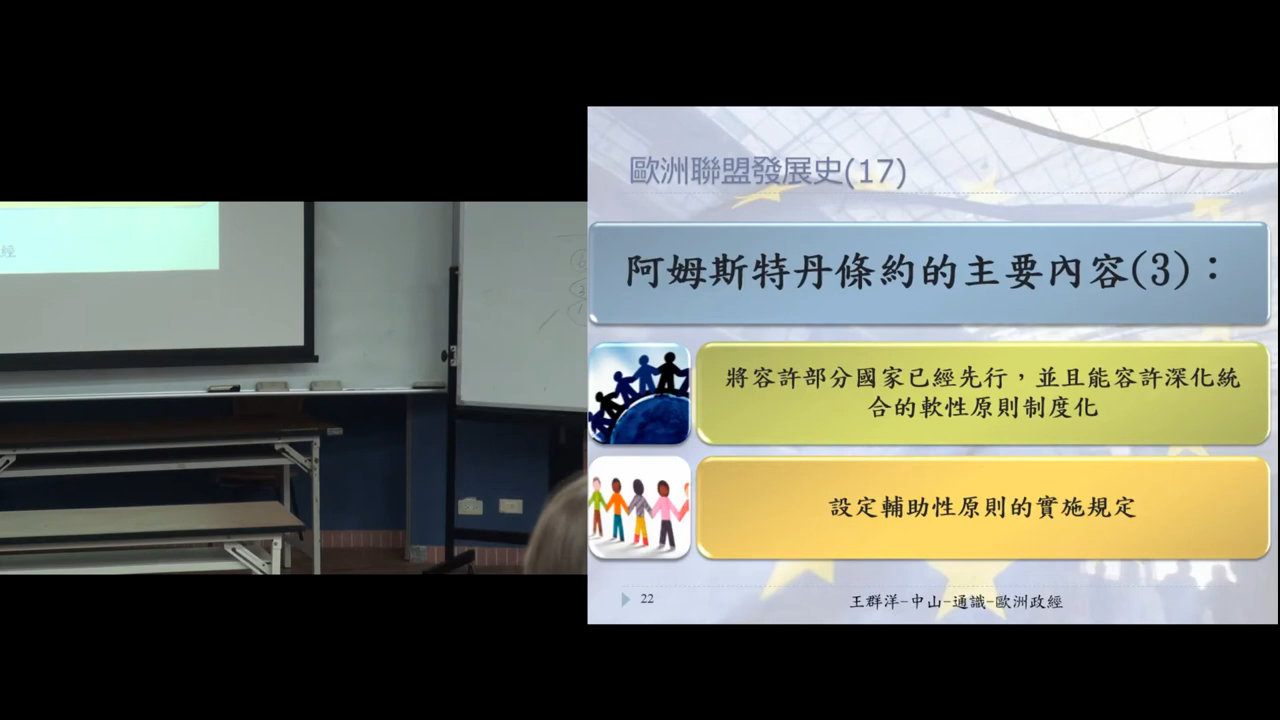 歐洲聯盟發展史(17)
阿姆斯特丹條約的主要內容(3)：
將容許部分國家已經先行，並且能容許深化統
合的軟性原則制度化
設定輔助性原則的實施規定
22
王群洋-中山-通識-歐洲政經
經